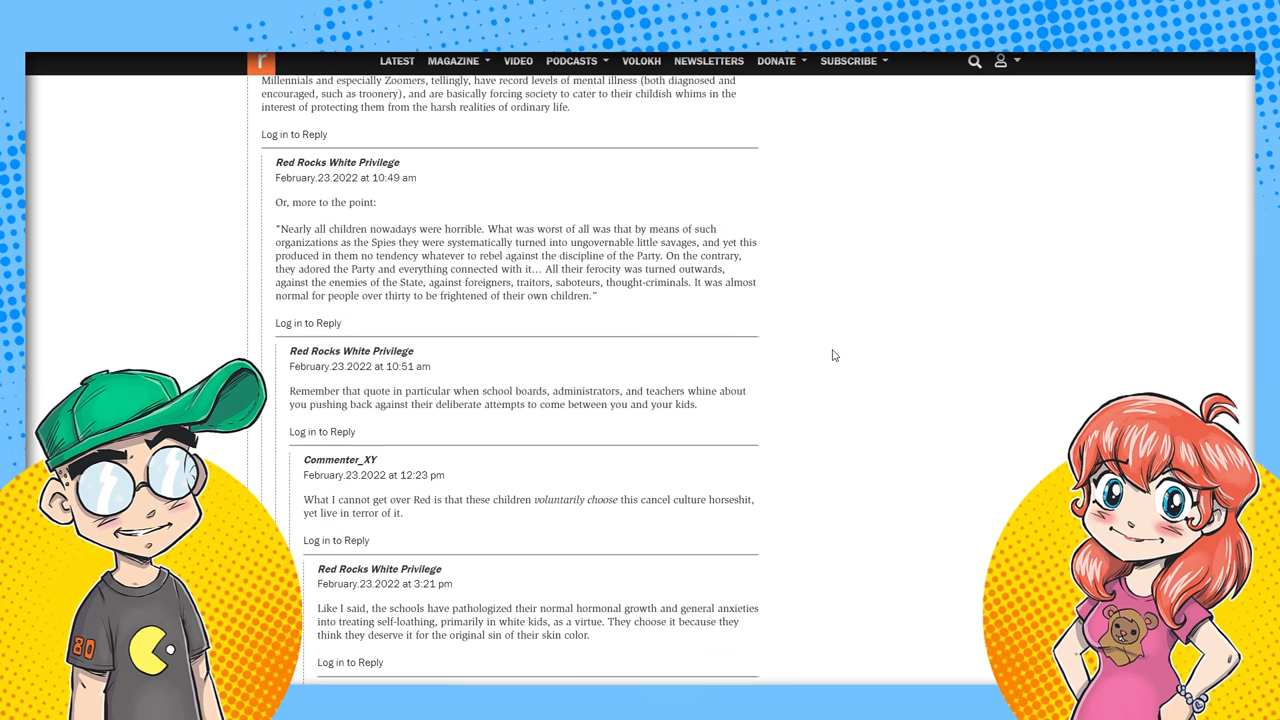 r
LATEST MAGAZINE VIDEO PODCASTS VOLOKH NEWSLETTERS DONATE SUBSCRIBE
Millennials and especially Zoomers, tellingly, have record levels of mental illness (both diagnosed and
encouraged, such as troonery), and are basically forcing society to cater to their childish whims in the
interest of protecting them from the harsh realities of ordinary life.
Log in to Reply
Red Rocks White Privilege
February.23.2022 at 10:49 am
Or, more to the point:
“Nearly all children nowadays were horrible. What was worst of all was that by means of such
organizations as the Spies they were systematically turned into ungovernable little savages, and yet this
produced in them no tendency whatever to rebel against the discipline of the Party. On the contrary,
they adored the Party and everything connected with it… All their ferocity was turned outwards,
against the enemies of the State, against foreigners, traitors, saboteurs, thought-criminals. It was almost
normal for people over thirty to be frightened of their own children.”
Log in to Reply
Red Rocks White Privilege
February.23.2022 at 10:51 am
Remember that quote in particular when school boards, administrators, and teachers whine about
you pushing back against their deliberate attempts to come between you and your kids.
Log in to Reply
Commenter_XY
February.23.2022 at 12:23 pm
What I cannot get over Red is that these children voluntarily choose this cancel culture horseshit,
yet live in terror of it.
Log in to Reply
Red Rocks White Privilege
February.23.2022 at 3:21 pm
Like I said, the schools have pathologized their normal hormonal growth and general anxieties
into treating self-loathing, primarily in white kids, as a virtue. They choose it because they
think they deserve it for the original sin of their skin color.
Log in to Reply
80